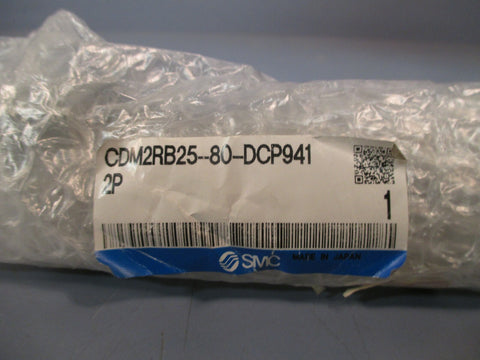 CDM2RB25--80-DCP941
2P
1
SMC MADE IN JAPAN